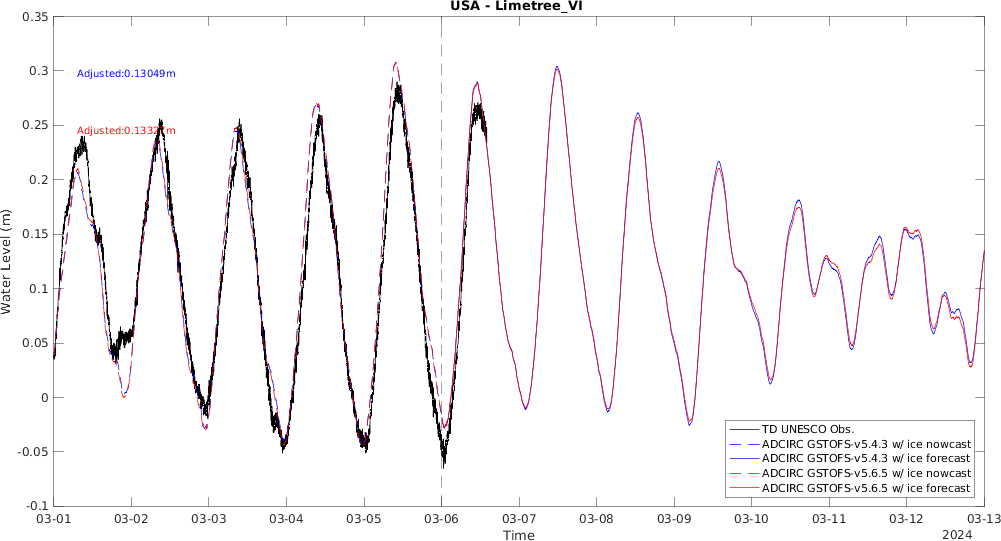 USA - Limetree_VI
0.35
0.3
0.25
0.2
0.15
0.1
0.05
0
-0.05
-0.1
Water Level (m)
Adjusted:0.13049m
03-01
03-02
03-03
03-04
03-05
03-06
03-07
03-08
03-09
03-10
03-11
03-12
03-13
Time
2024
TD UNESCO Obs.
ADCIRC GSTOFS-v5.4.3 w/ ice nowcast
ADCIRC GSTOFS-v5.4.3 w/ ice forecast
ADCIRC GSTOFS-v5.6.5 w/ ice nowcast
ADCIRC GSTOFS-v5.6.5 w/ ice forecast